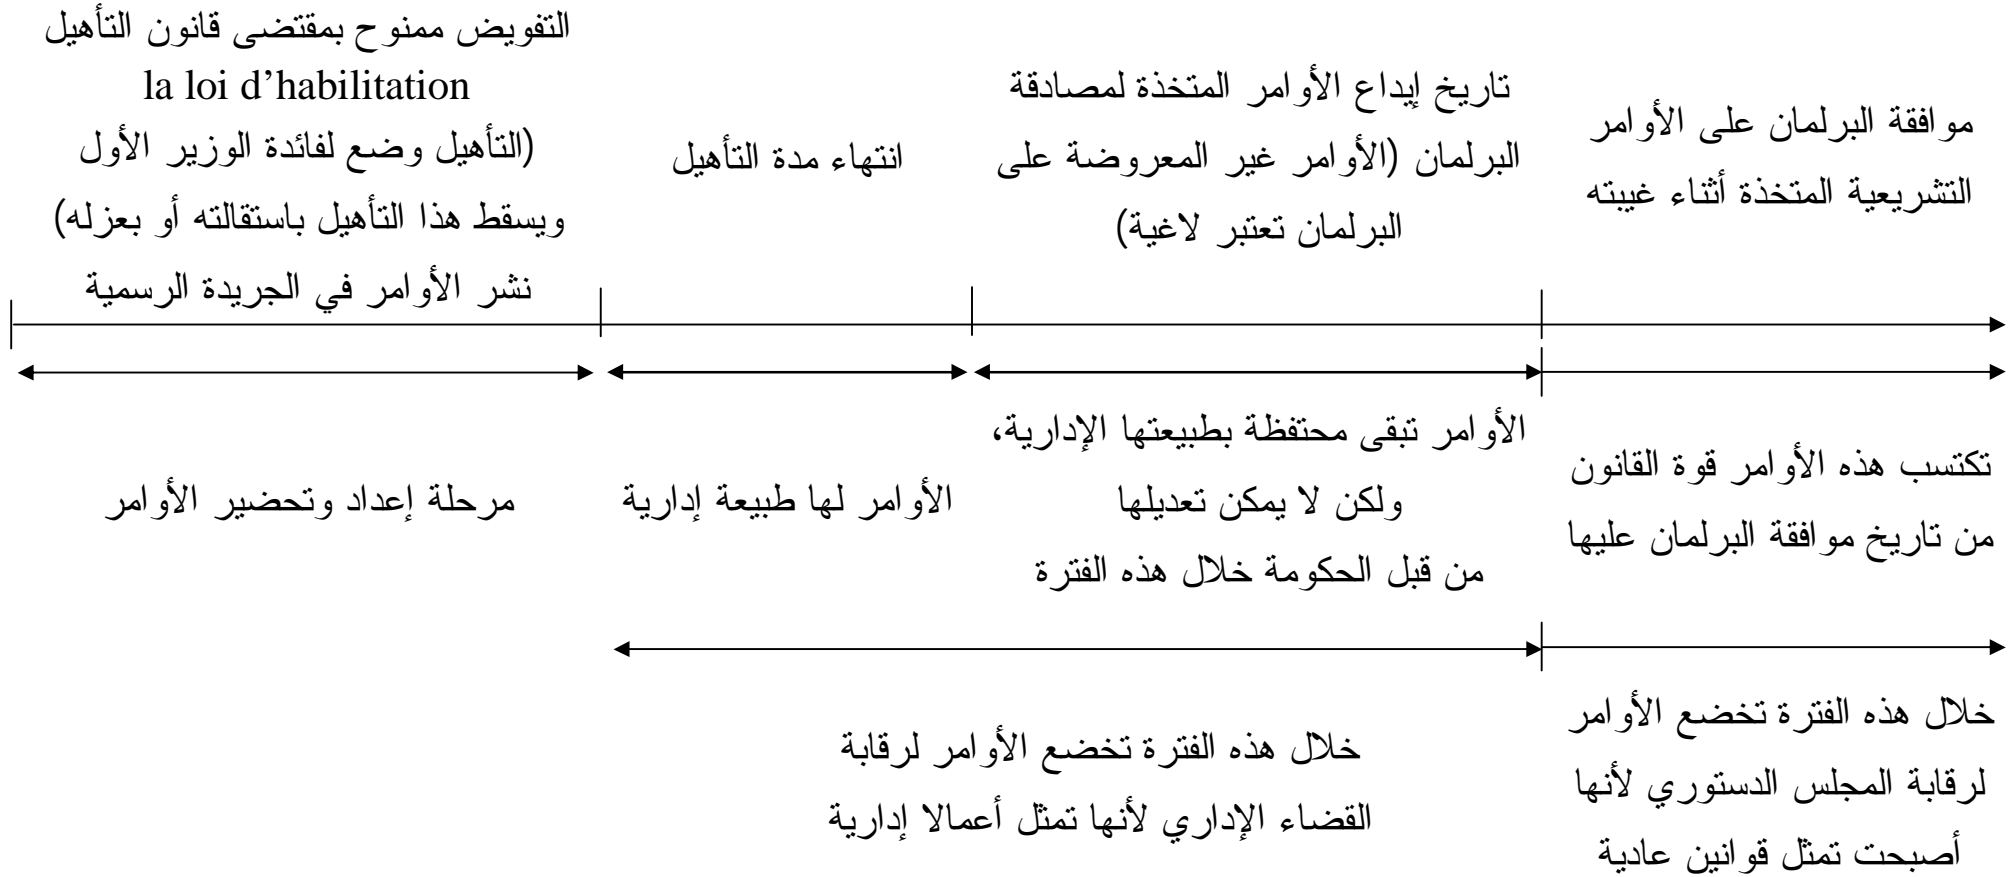 التفويض ممنوح بمقتضى قانون التأهيل
la loi d’habilitation
(التأهيل وضع لفائدة الوزير الأول
ويسقط هذا التأهيل باستقالته أو بعزله)
نشر الأوامر في الجريدة الرسمية
انتهاء مدة التأهيل
تاريخ إيداع الأوامر المتخذة لمصادقة
البرلمان (الأوامر غير المعروضة على
البرلمان تعتبر لاغية)
موافقة البرلمان على الأوامر
التشريعية المتخذة أثناء غيبته
مرحلة إعداد وتحضير الأوامر
الأوامر لها طبيعة إدارية
الأوامر تبقى محتفظة بطبيعتها الإدارية،
ولكن لا يمكن تعديلها
من قبل الحكومة خلال هذه الفترة
تكتسب هذه الأوامر قوة القانون
من تاريخ موافقة البرلمان عليها
خلال هذه الفترة تخضع الأوامر لرقابة
القضاء الإداري لأنها تمثل أعمالا إدارية
خلال هذه الفترة تخضع الأوامر
لرقابة المجلس الدستوري لأنها
أصبحت تمثل قوانين عادية